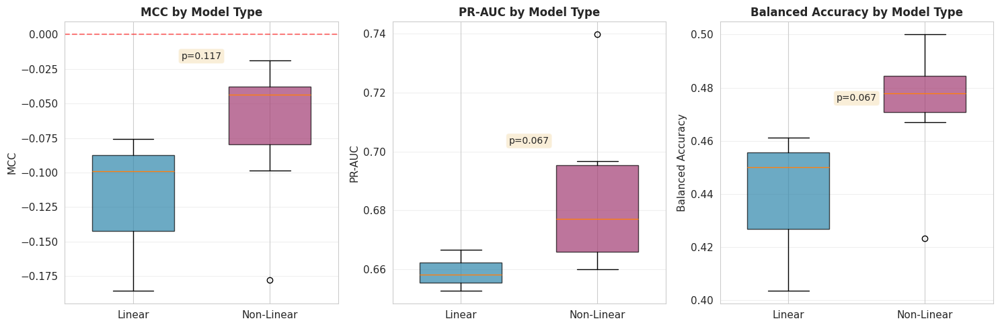 MCC by Model Type
MCC
0.000
−0.025
−0.050
−0.075
−0.100
−0.125
−0.150
−0.175
p=0.117
Linear
Non-Linear
PR-AUC by Model Type
PR-AUC
0.74
0.72
0.70
0.68
0.66
p=0.067
Linear
Non-Linear
Balanced Accuracy by Model Type
Balanced Accuracy
0.50
0.48
0.46
0.44
0.42
0.40
p=0.067
Linear
Non-Linear